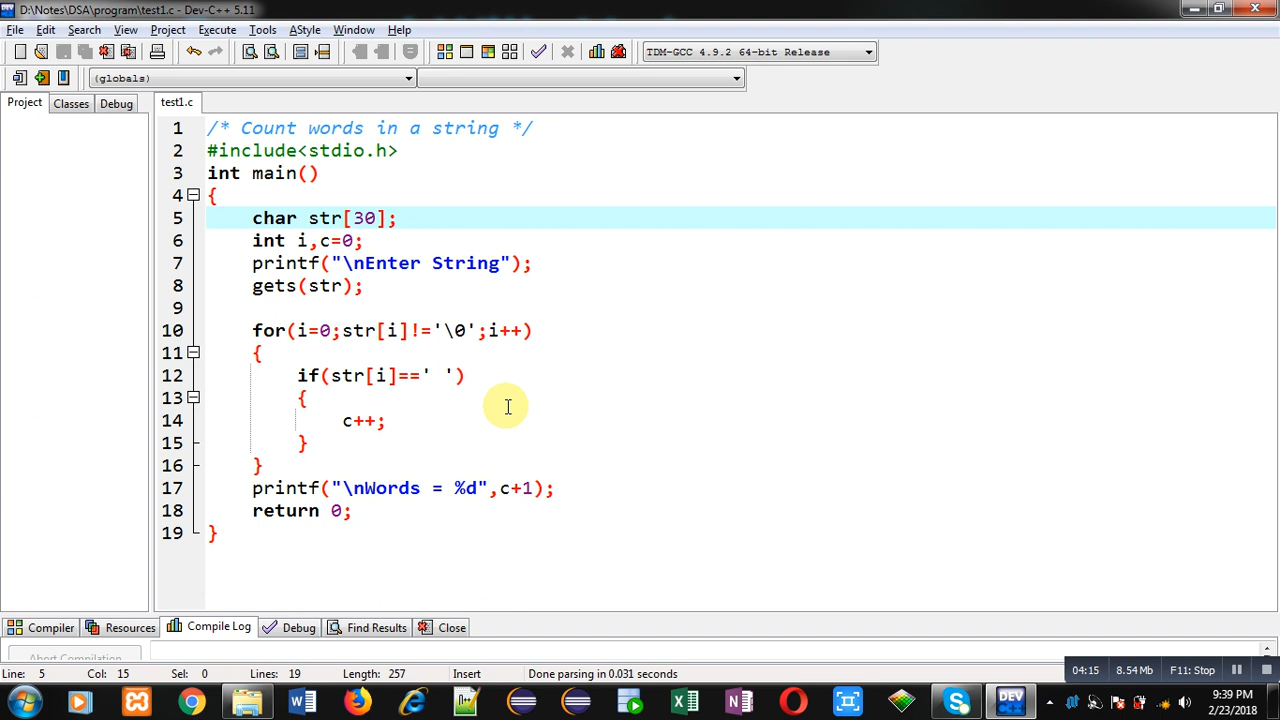 D:\Notes\DSA\program\test1.c - Dev-C++ 5.11
File Edit Search View Project Execute Tools AStyle Window Help
TDM-GCC 4.9.2 64-bit Release
(globals)
Project Classes Debug test1.c
1 /* Count words in a string */
2 #include<stdio.h>
3 int main()
4 {
5 char str[30];
6 int i,c=0;
7 printf("\nEnter String");
8 gets(str);
9
10 for(i=0;str[i]!='\0';i++)
11 {
12 if(str[i]==' ')
13 {
14 c++;
15 }
16 }
17 printf("\nWords = %d",c+1);
18 return 0;
19 }
Compiler Resources Compile Log Debug Find Results Close
Abort Compilation
Line: 5 Col: 15 Sel: 0 Lines: 19 Length: 257 Insert Done parsing in 0.031 seconds
04:15 8.54 Mb F11: Stop
9:39 PM
2/23/2018
DEV